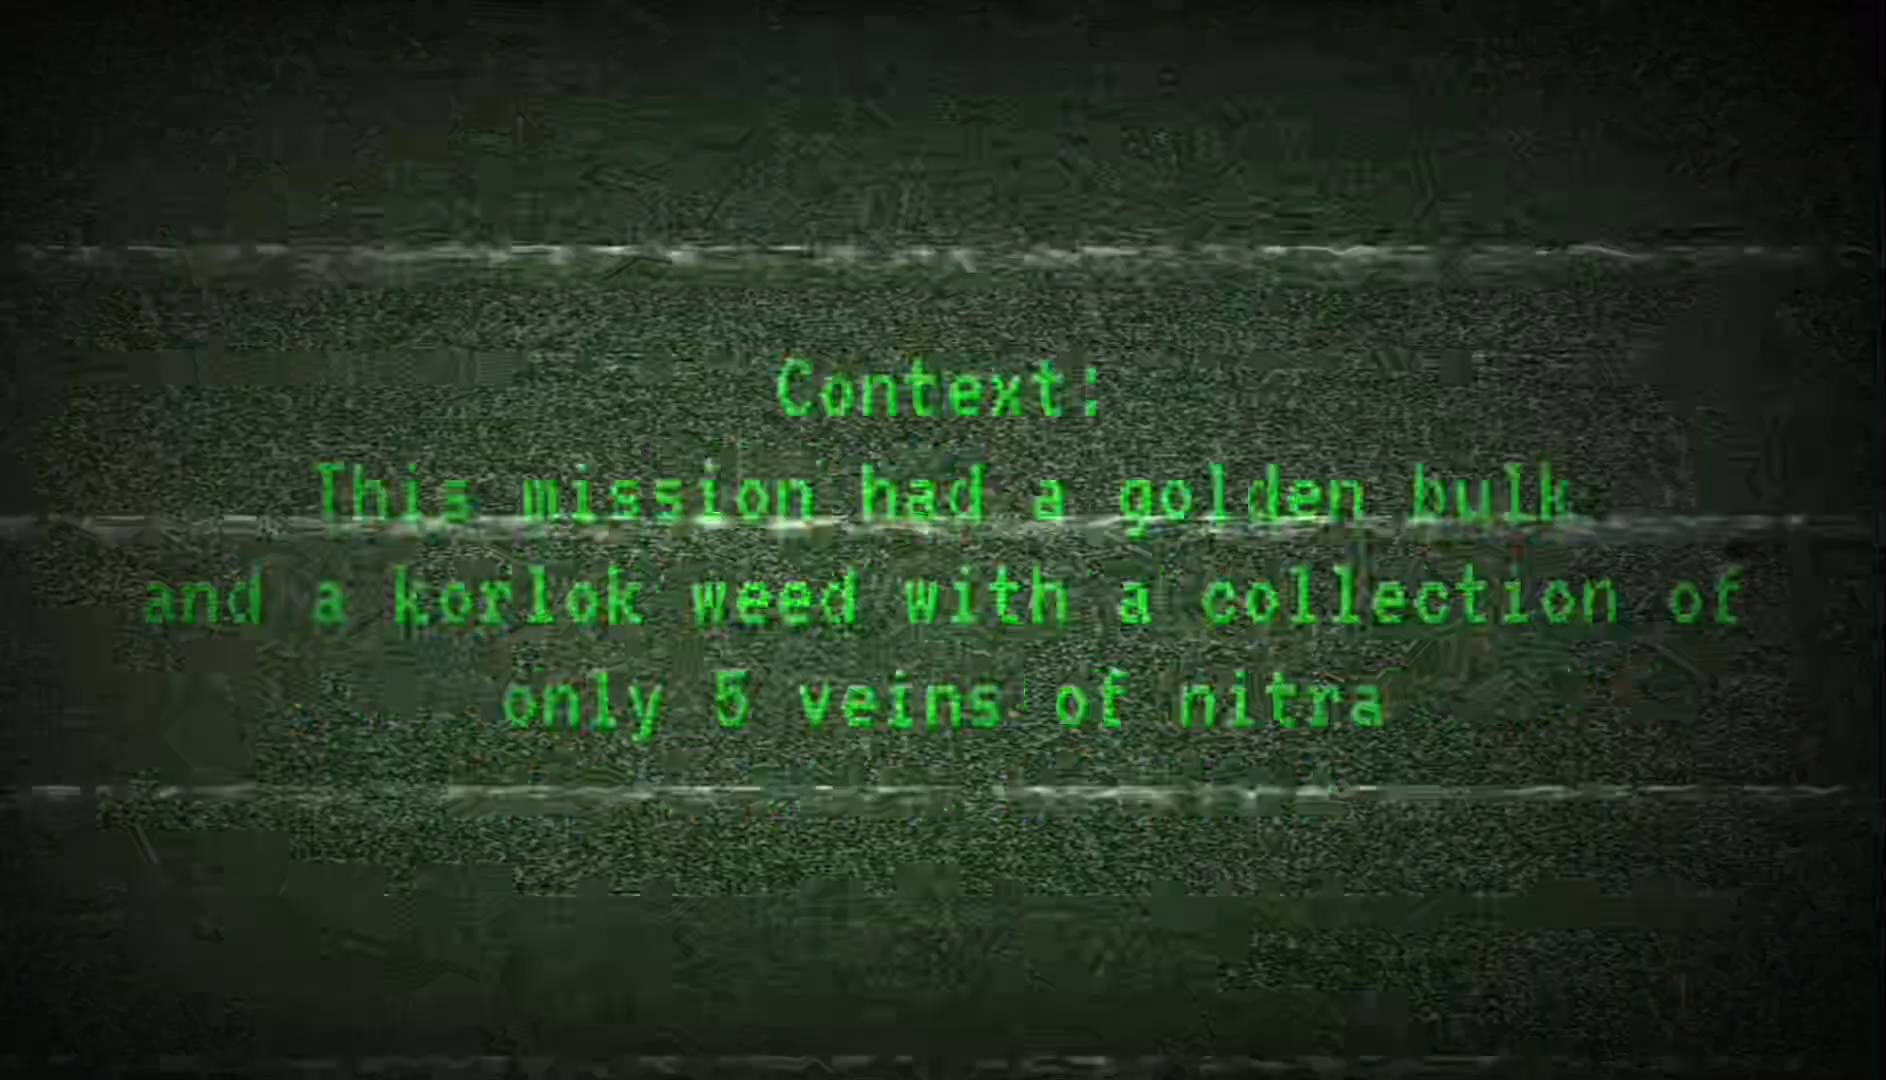 Context:
This mission had a golden bulk
and a korlok weed with a collection of
only 5 veins of nitra